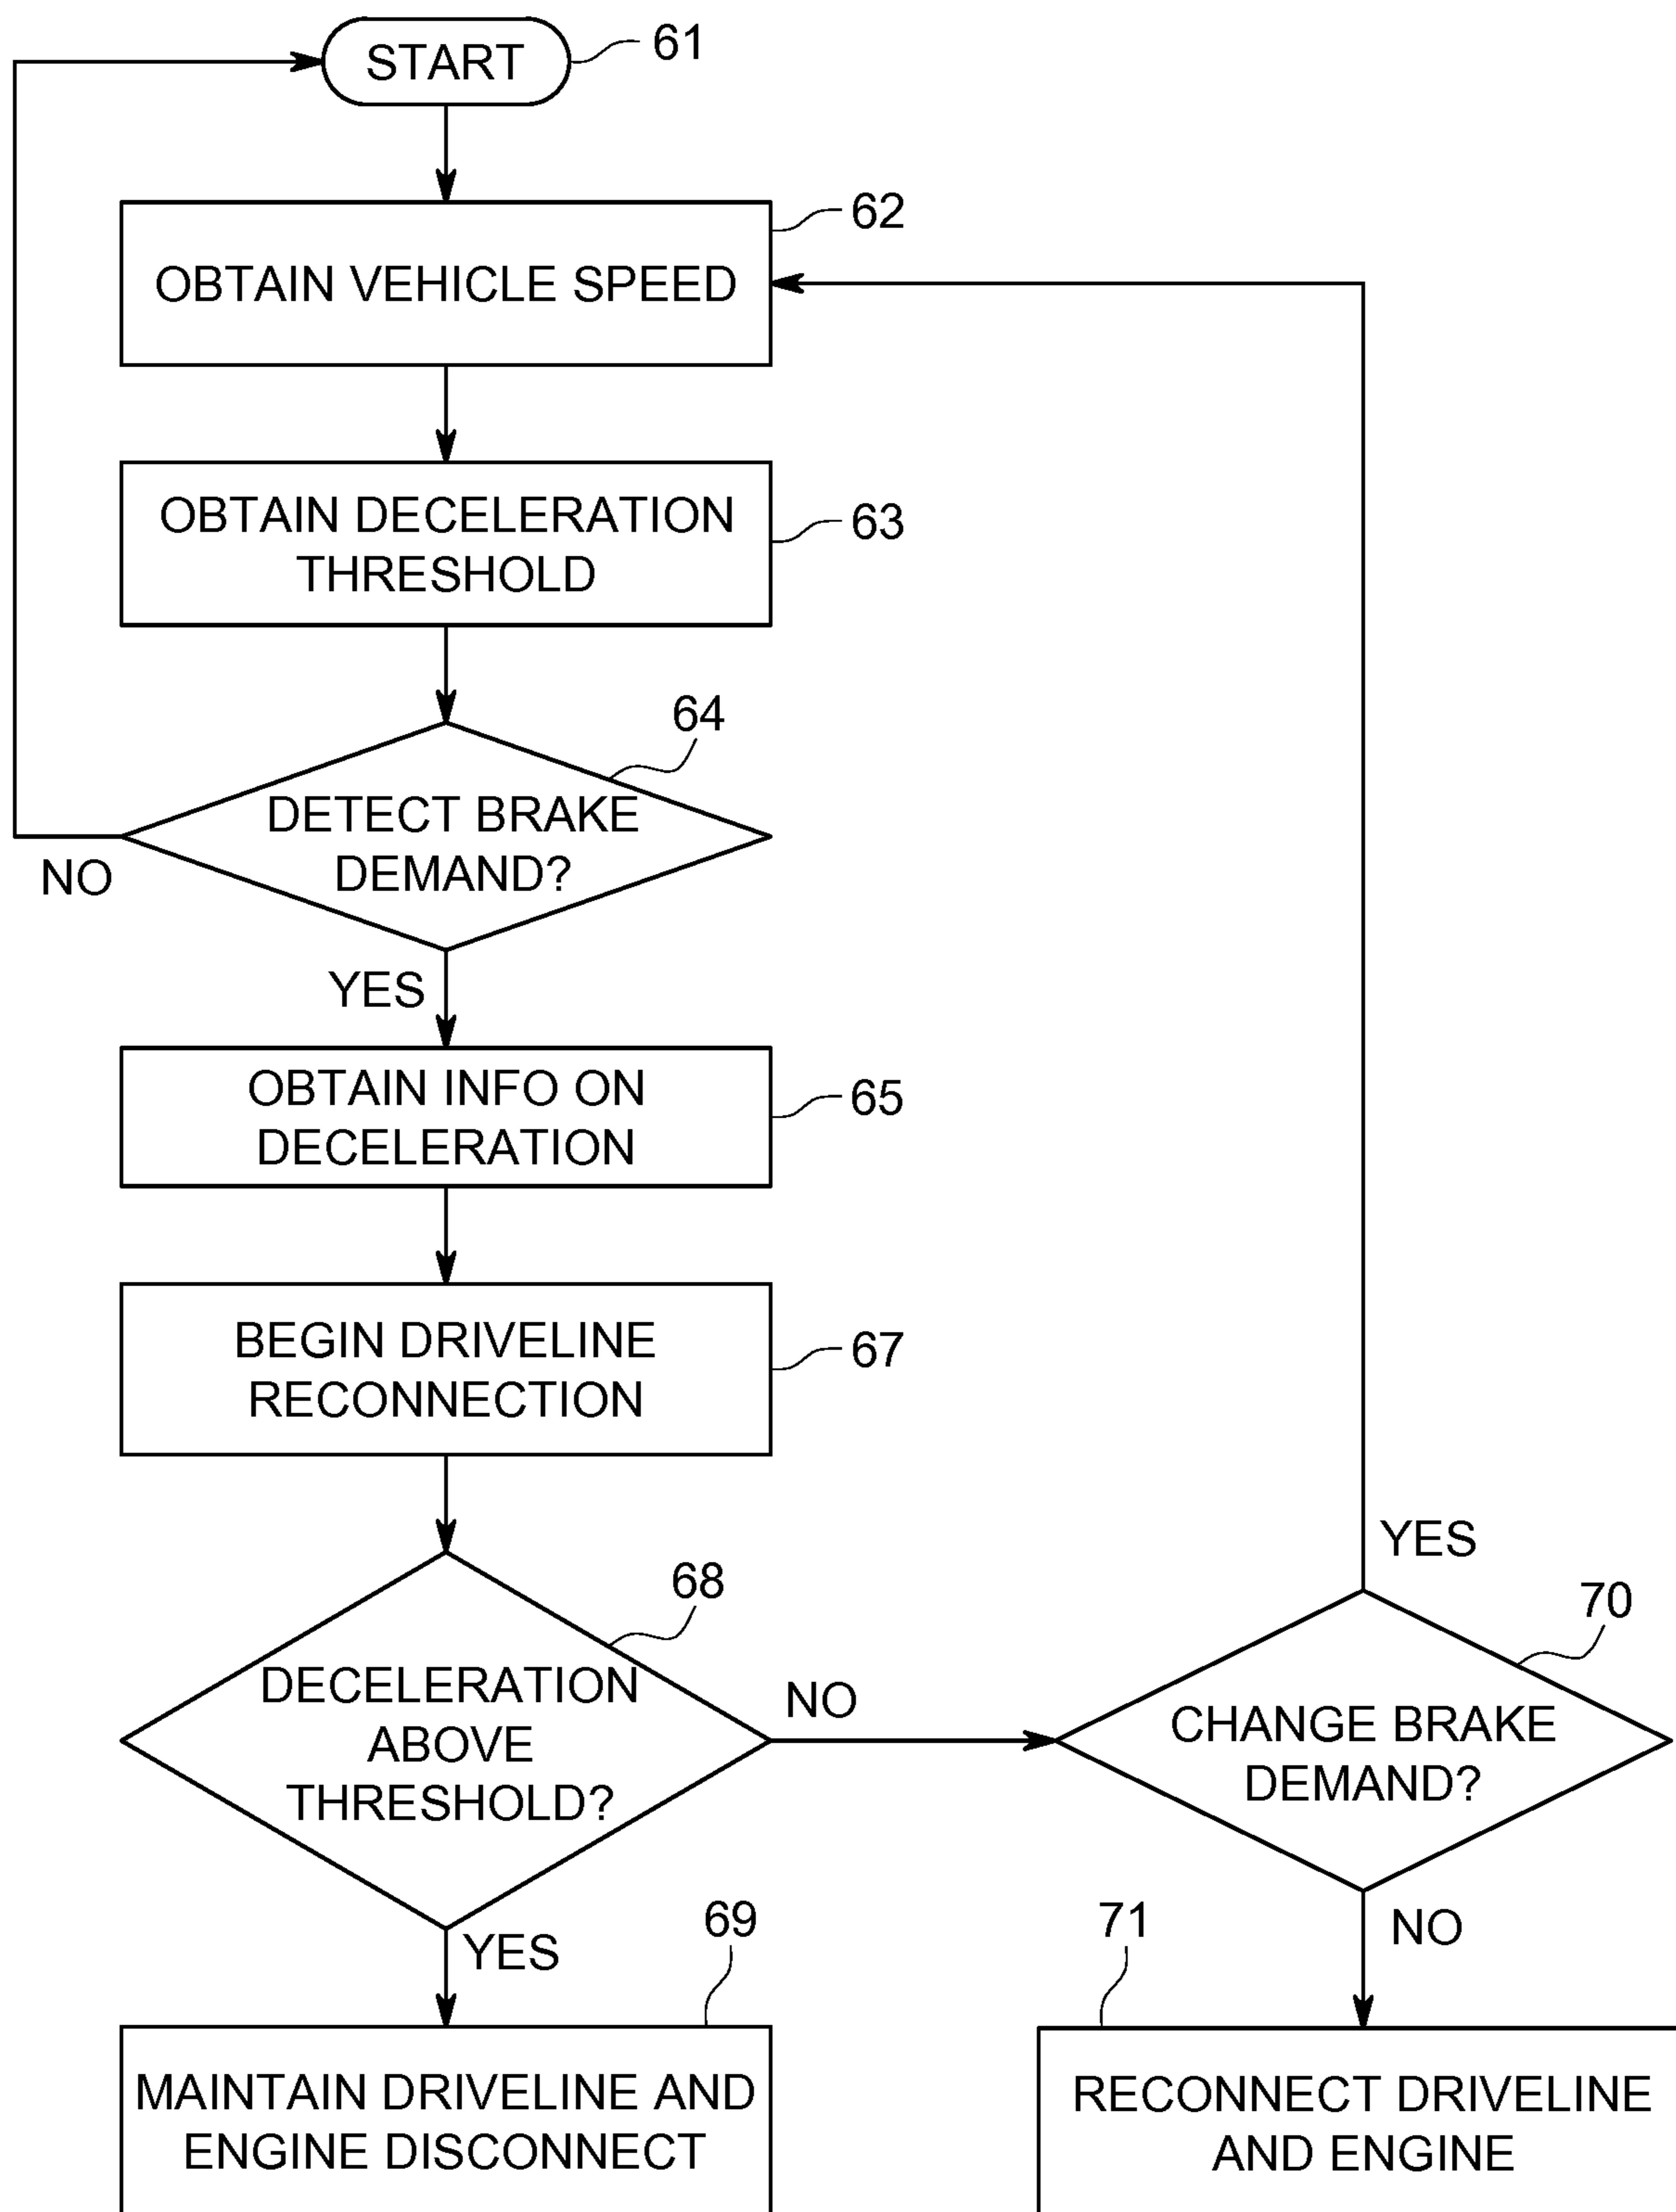 START
61
OBTAIN VEHICLE SPEED
62
OBTAIN DECELERATION
THRESHOLD
63
64
DETECT BRAKE
DEMAND?
NO
YES
OBTAIN INFO ON
DECELERATION
65
BEGIN DRIVELINE
RECONNECTION
67
68
DECELERATION
ABOVE
THRESHOLD?
NO
YES
YES
70
CHANGE BRAKE
DEMAND?
NO
69
MAINTAIN DRIVELINE AND
ENGINE DISCONNECT
71
RECONNECT DRIVELINE
AND ENGINE